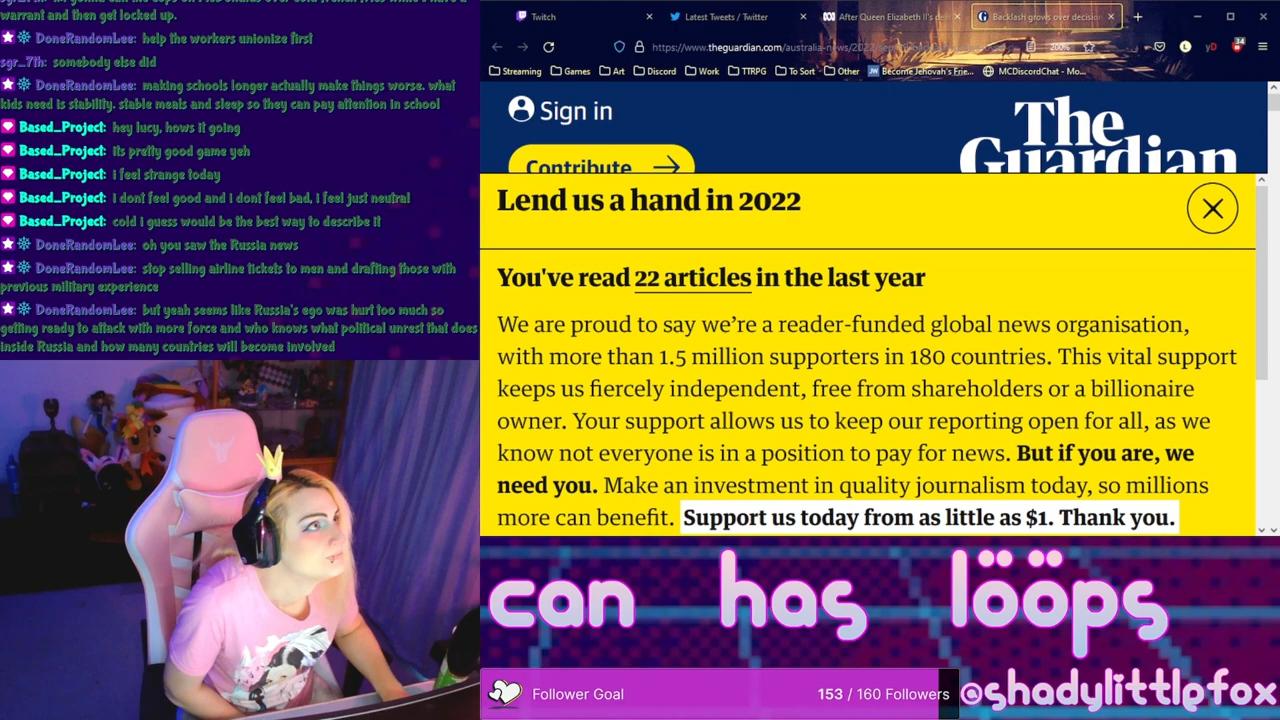 warrant and then get locked up.
DoneRandomLee: help the workers unionize first
sgr_7th: somebody else did
DoneRandomLee: making schools longer actually make things worse. what
kids need is stability. stable meals and sleep so they can pay attention in school
Based_Project: hey lucy, hows it going
Based_Project: its pretty good game yeh
Based_Project: i feel strange today
Based_Project: i dont feel good and i dont feel bad, i feel just neutral
Based_Project: cold i guess would be the best way to describe it
DoneRandomLee: oh you saw the Russia news
DoneRandomLee: stop selling airline tickets to men and drafting those with
previous military experience
DoneRandomLee: but yeah seems like Russia's ego was hurt too much so
getting ready to attack with more force and who knows what political unrest that does
inside Russia and how many countries will become involved
Twitch
Latest Tweets / Twitter
After Queen Elizabeth II's de
Backlash grows over decision
https://www.theguardian.com/australia-news/2022/
200%
Streaming Games Art Discord Work TTRPG To Sort Other Become Jehovah's Frie... MCDiscordChat - Mo...
Sign in
The
Guardian
Contribute
Lend us a hand in 2022
You've read 22 articles in the last year
We are proud to say we're a reader-funded global news organisation,
with more than 1.5 million supporters in 180 countries. This vital support
keeps us fiercely independent, free from shareholders or a billionaire
owner. Your support allows us to keep our reporting open for all, as we
know not everyone is in a position to pay for news. But if you are, we
need you. Make an investment in quality journalism today, so millions
more can benefit. Support us today from as little as $1. Thank you.
can has lööps
Follower Goal 153 / 160 Followers
@shadylittlefox